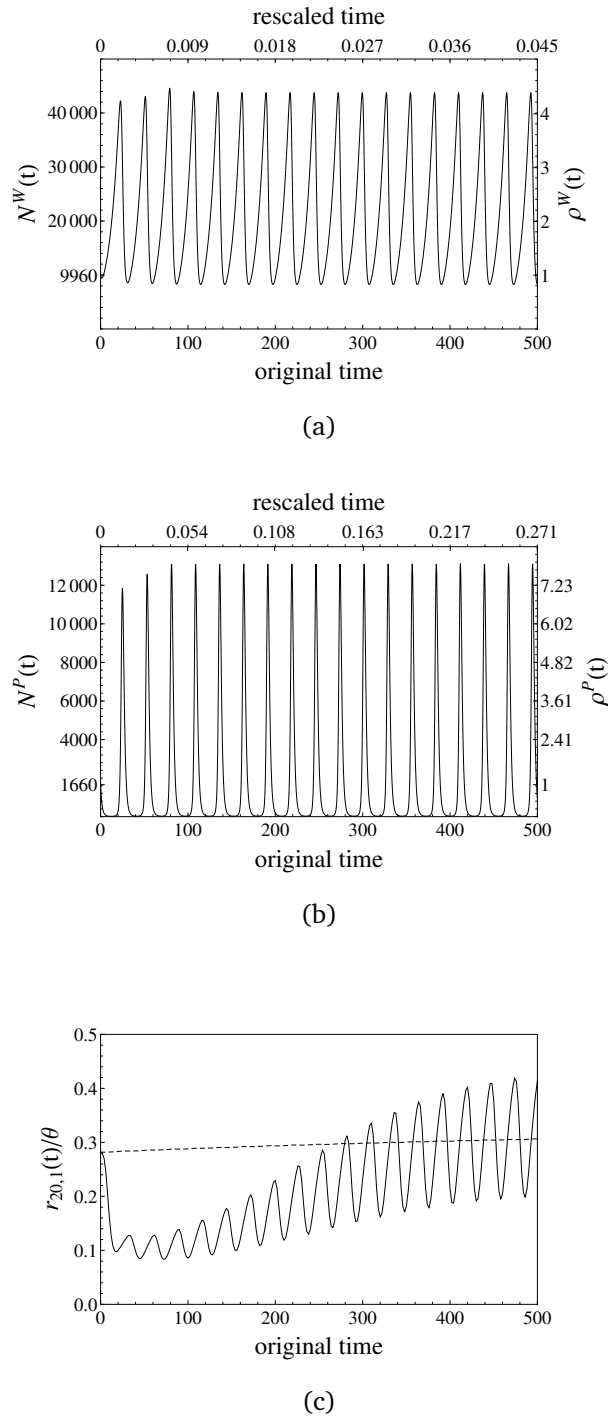 rescaled time
0 0.009 0.018 0.027 0.036 0.045
40 000
30 000
20 000
9960
N^W(t)
4
3
2
1
ρ^W(t)
0 100 200 300 400 500
original time
(a)
rescaled time
0 0.054 0.108 0.163 0.217 0.271
12 000
10 000
8000
6000
4000
1660
N^P(t)
7.23
6.02
4.82
3.61
2.41
1
ρ^P(t)
0 100 200 300 400 500
original time
(b)
0.5
0.4
0.3
0.2
0.1
0.0
r_{20,1}(t)/θ
0 100 200 300 400 500
original time
(c)